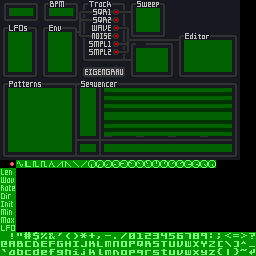 BPM
Track
Sweep
SQR1
SQR2
WAVE
NOISE
SMPL1
SMPL2
LFOs
Env
Editor
EIGENGRAU
Patterns
Sequencer
Len
Wav
Rate
Dir
Init
Min
Max
LFO
!"#$%&'()*+,-./0123456789:;<=>?
@ABCDEFGHIJKLMNOPQRSTUVWXYZ[\]^_
`abcdefghijklmnopqrstuvwxyz{|}~